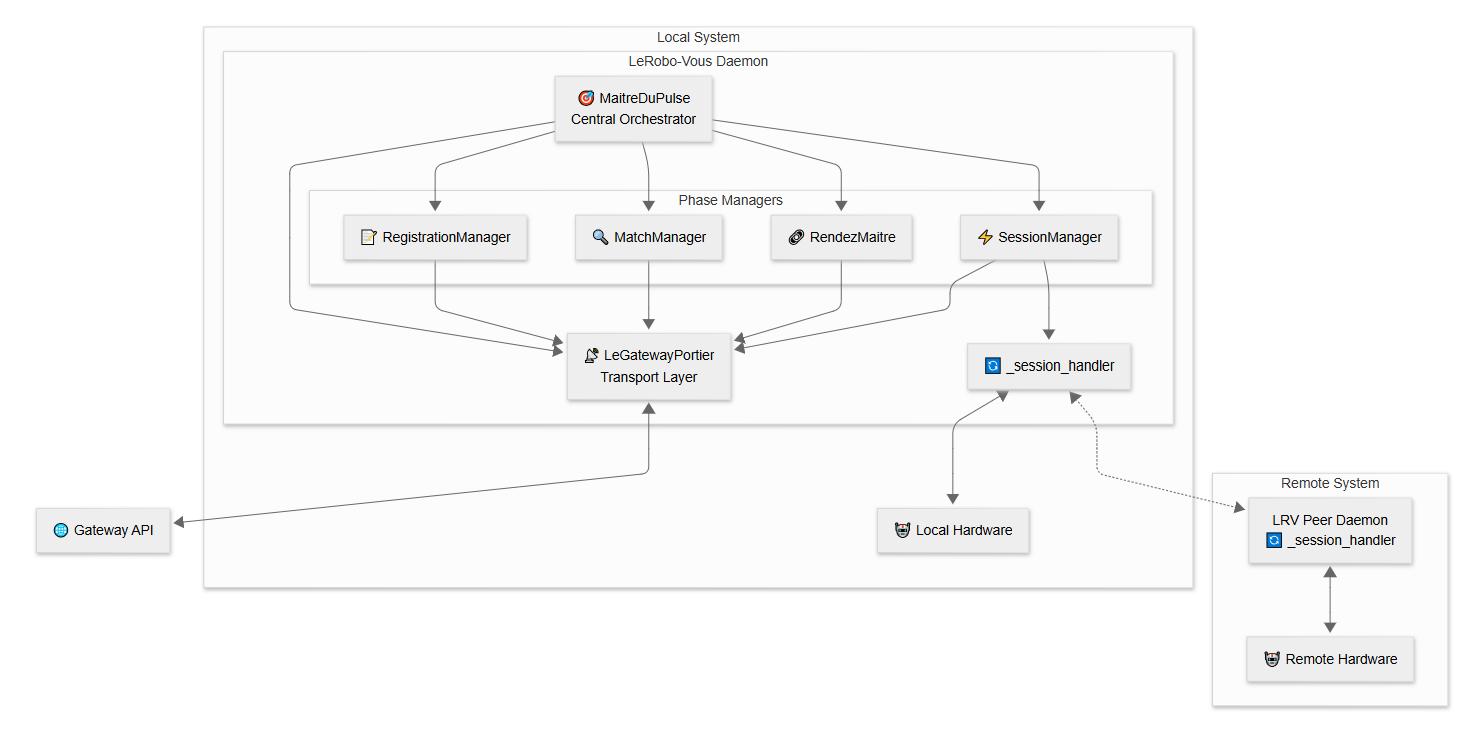 Local System
LeRobo-Vous Daemon
MaitreDuPulse
Central Orchestrator
Phase Managers
RegistrationManager
MatchManager
RendezMaitre
SessionManager
LeGatewayPortier
Transport Layer
_session_handler
Gateway API
Local Hardware
Remote System
LRV Peer Daemon
_session_handler
Remote Hardware